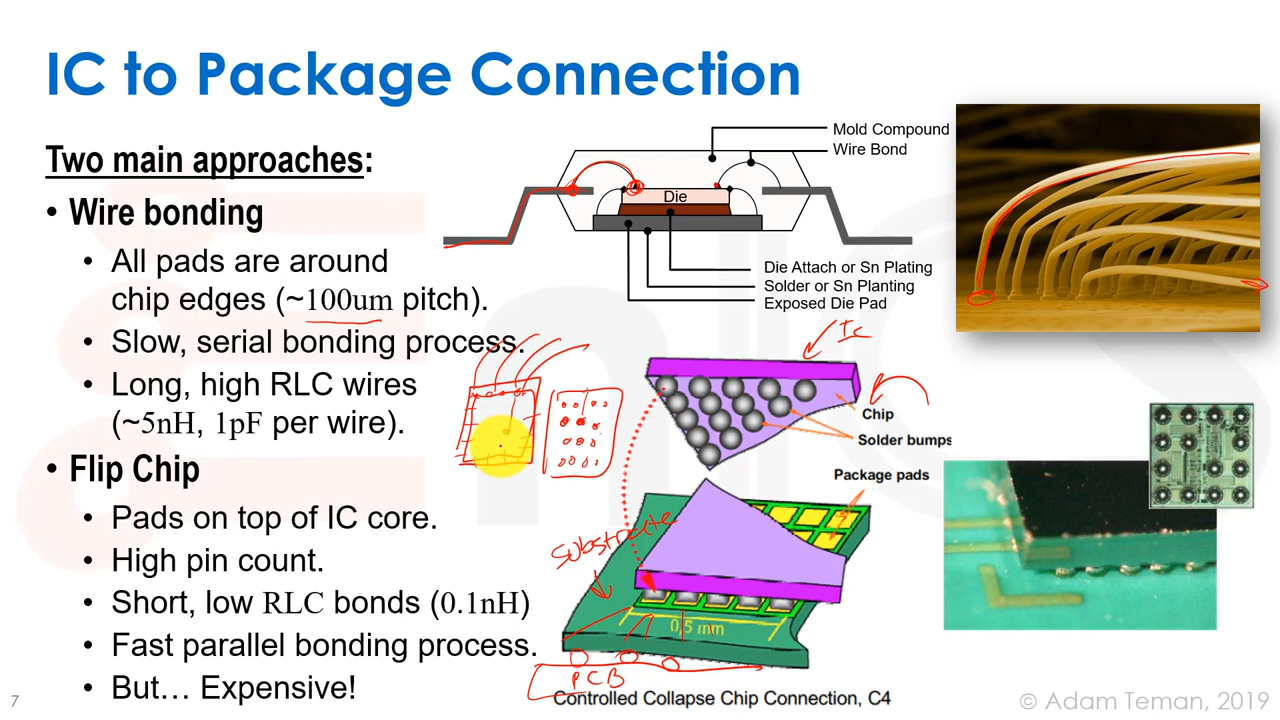 IC to Package Connection
Two main approaches:
• Wire bonding
• All pads are around
chip edges (~100um pitch).
• Slow, serial bonding process.
• Long, high RLC wires
(~5nH, 1pF per wire).
• Flip Chip
• Pads on top of IC core.
• High pin count.
• Short, low RLC bonds (0.1nH)
• Fast parallel bonding process.
• But… Expensive!
Mold Compound
Wire Bond
Die
Die Attach or Sn Plating
Solder or Sn Planting
Exposed Die Pad
Ic
Chip
Solder bumps
Package pads
Substrate
0.5 mm
PCB
Controlled Collapse Chip Connection, C4
7
© Adam Teman, 2019